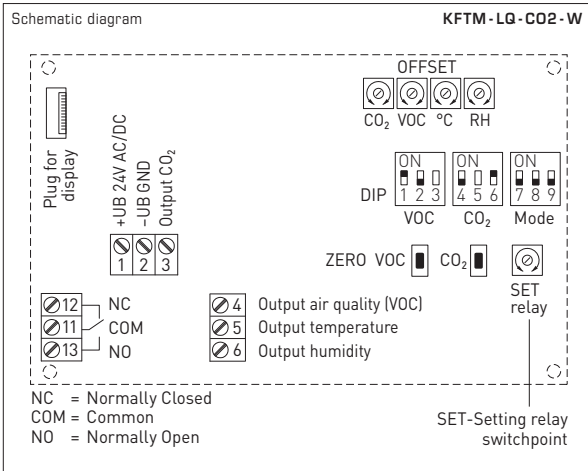 Schematic diagram KFTM-LQ-CO2-W
OFFSET
CO₂ VOC °C RH
Plug for
display
+UB 24V AC/DC
–UB GND
Output CO₂
1 2 3
DIP
ON ON ON
1 2 3 4 5 6 7 8 9
VOC CO₂ Mode
ZERO VOC CO₂
SET
relay
12 NC
11 COM
13 NO
4 Output air quality (VOC)
5 Output temperature
6 Output humidity
NC = Normally Closed
COM = Common
NO = Normally Open
SET-Setting relay
switchpoint